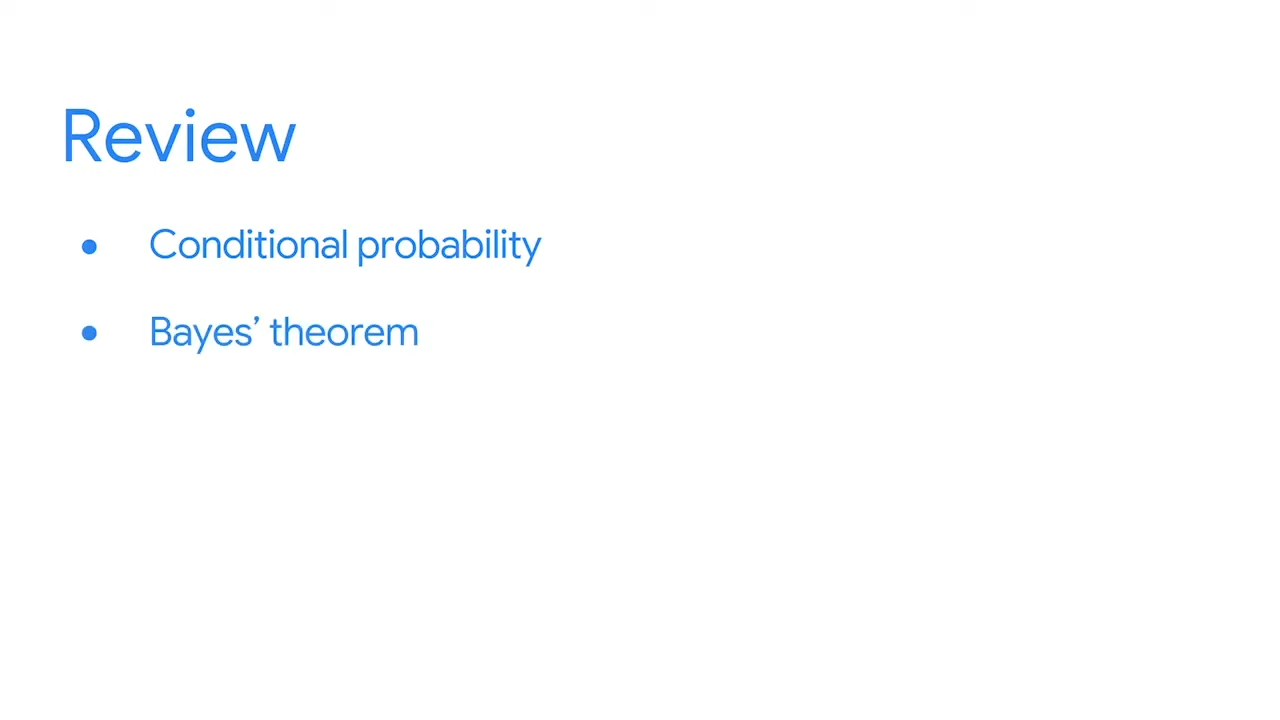 Review
● Conditional probability
● Bayes’ theorem